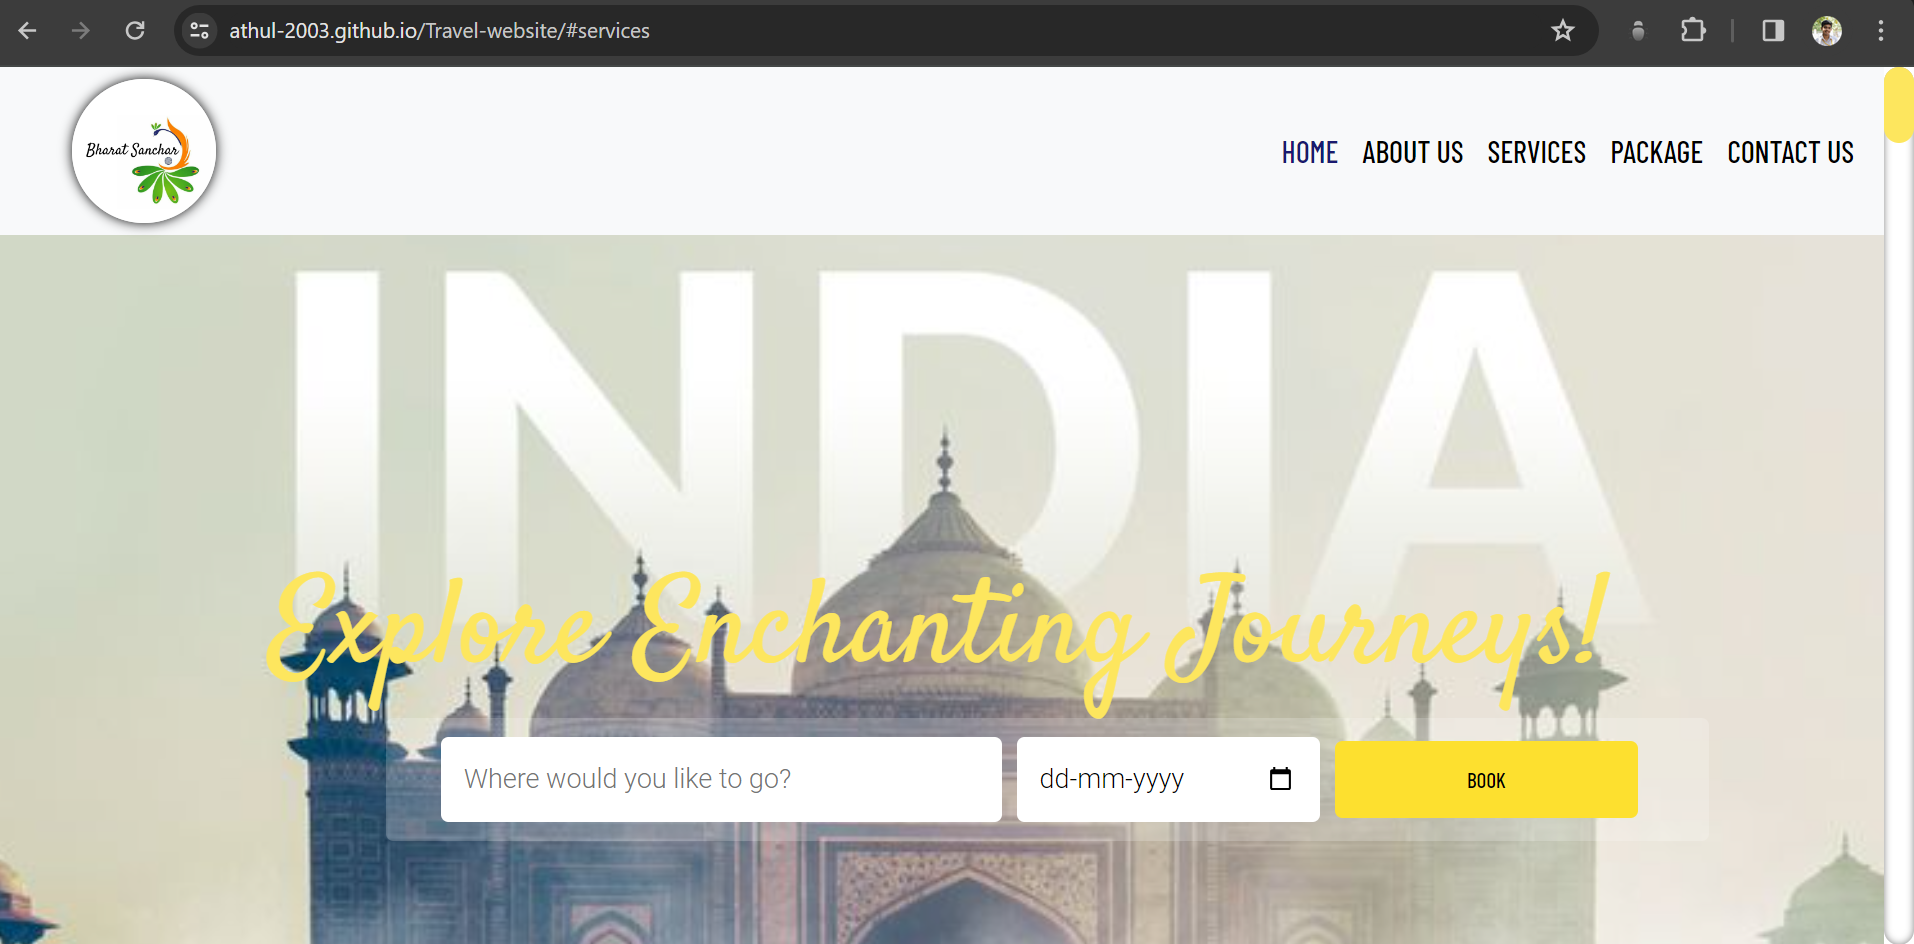 athul-2003.github.io/Travel-website/#services
Bharat Sanchar
HOME ABOUT US SERVICES PACKAGE CONTACT US
INDIA
Explore Enchanting Journeys!
Where would you like to go? dd-mm-yyyy BOOK